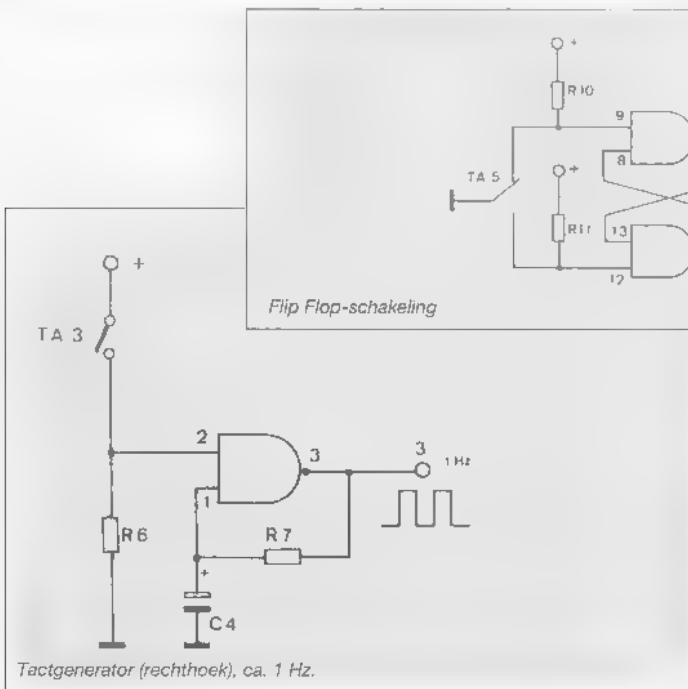 +
R10
9
8
TA 5
+
R11
13
12
Flip Flop-schakeling
+
TA 3
2
3
3
1 Hz
1
R6
R7
+
C4
Tactgenerator (rechthoek), ca. 1 Hz.